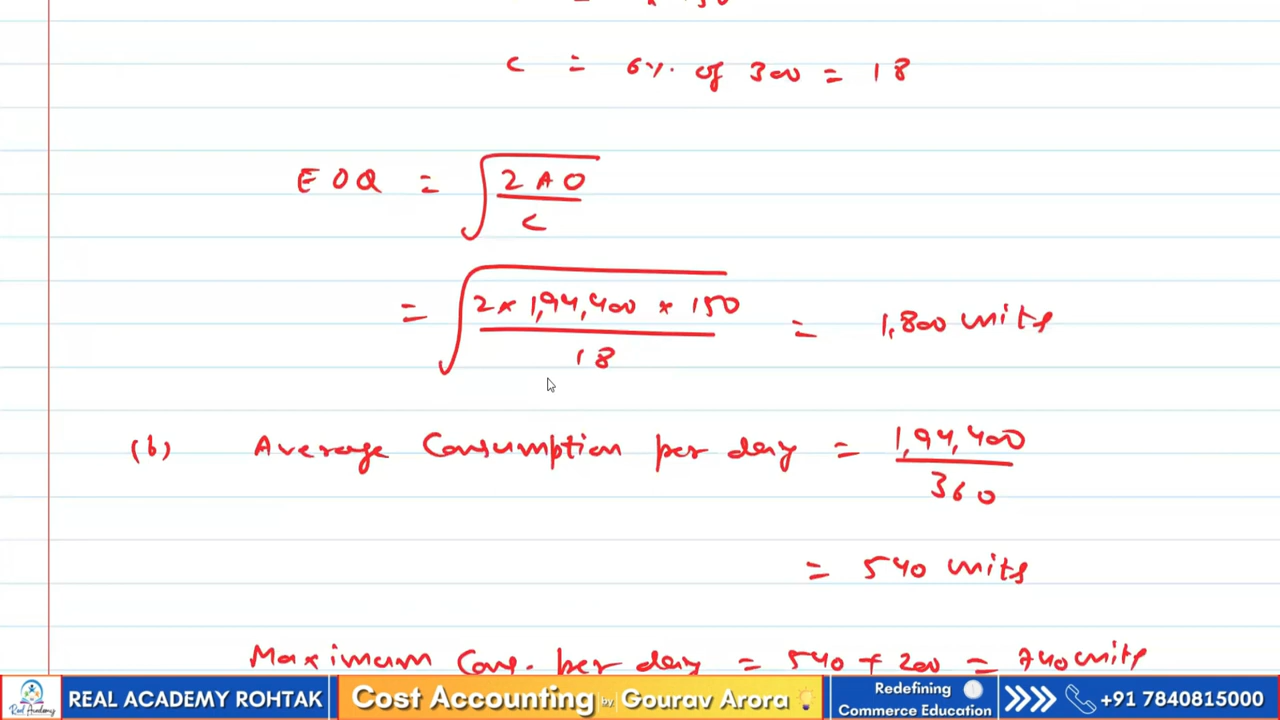 C = 6% of 300 = 18
EOQ = √(2AO / C)
= √(2 × 1,94,400 × 150 / 18) = 1,800 units
(b) Average Consumption per day = 1,94,400 / 360
= 540 units
Maximum Cons. per day = 540 + 200 = 740 units
Real Academy
REAL ACADEMY ROHTAK
Cost Accounting by Gourav Arora
Redefining
Commerce Education
+91 7840815000